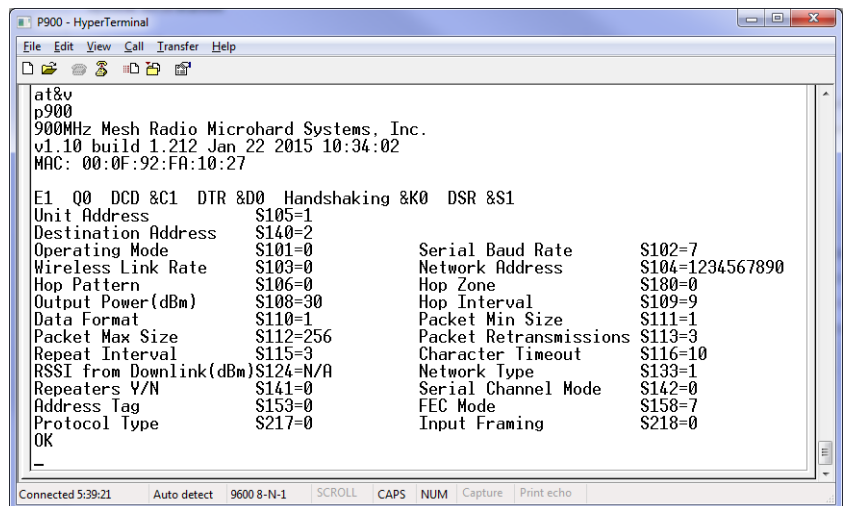 P900 - HyperTerminal
File Edit View Call Transfer Help
at&v
p900
900MHz Mesh Radio Microhard Systems, Inc.
v1.10 build 1.212 Jan 22 2015 10:34:02
MAC: 00:0F:92:FA:10:27
E1 Q0 DCD &C1 DTR &D0 Handshaking &K0 DSR &S1
Unit Address S105=1
Destination Address S140=2
Operating Mode S101=0 Serial Baud Rate S102=7
Wireless Link Rate S103=0 Network Address S104=1234567890
Hop Pattern S106=0 Hop Zone S180=0
Output Power(dBm) S108=30 Hop Interval S109=9
Data Format S110=1 Packet Min Size S111=1
Packet Max Size S112=256 Packet Retransmissions S113=3
Repeat Interval S115=3 Character Timeout S116=10
RSSI from Downlink(dBm)S124=N/A Network Type S133=1
Repeaters Y/N S141=0 Serial Channel Mode S142=0
Address Tag S153=0 FEC Mode S158=7
Protocol Type S217=0 Input Framing S218=0
OK
_
Connected 5:39:21 Auto detect 9600 8-N-1 SCROLL CAPS NUM Capture Print echo